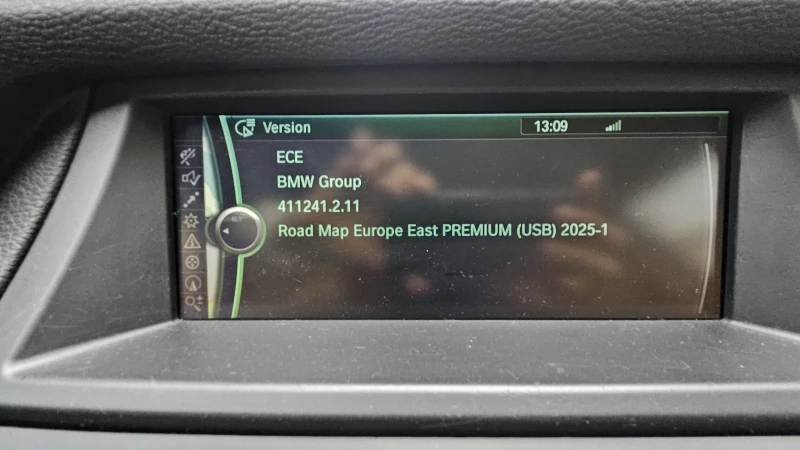 Version
13:09
ECE
BMW Group
411241.2.11
Road Map Europe East PREMIUM (USB) 2025-1